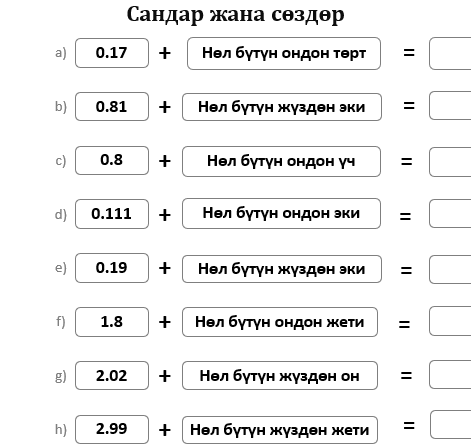 Сандар жана сөздөр
a) 0.17 + Нөл бүтүн ондон төрт =
b) 0.81 + Нөл бүтүн жүздөн эки =
c) 0.8 + Нөл бүтүн ондон үч =
d) 0.111 + Нөл бүтүн ондон эки =
e) 0.19 + Нөл бүтүн жүздөн эки =
f) 1.8 + Нөл бүтүн ондон жети =
g) 2.02 + Нөл бүтүн жүздөн он =
h) 2.99 + Нөл бүтүн жүздөн жети =